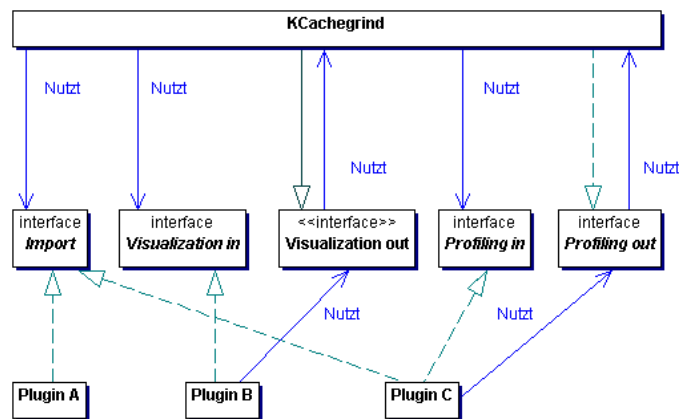 KCachegrind
Nutzt
Nutzt
Nutzt
Nutzt
Nutzt
interface
Import
interface
Visualization in
<<interface>>
Visualization out
interface
Profiling in
interface
Profiling out
Nutzt
Nutzt
Plugin A
Plugin B
Plugin C